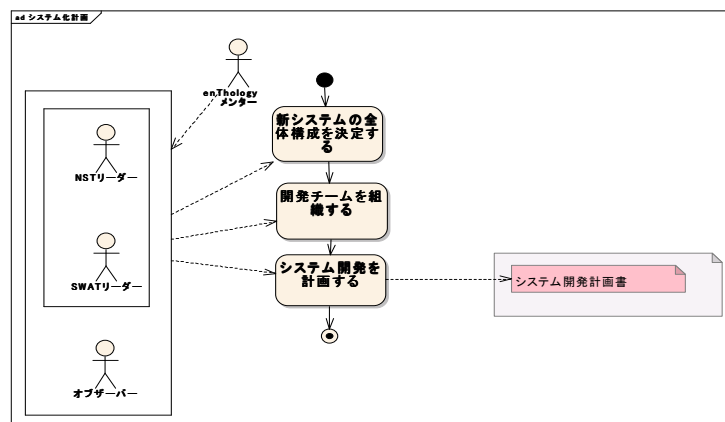 ad システム化計画
enThology
メンター
新システムの全
体構成を決定す
る
NSTリーダー
開発チームを組
織する
SWATリーダー
システム開発を
計画する
システム開発計画書
オブザーバー